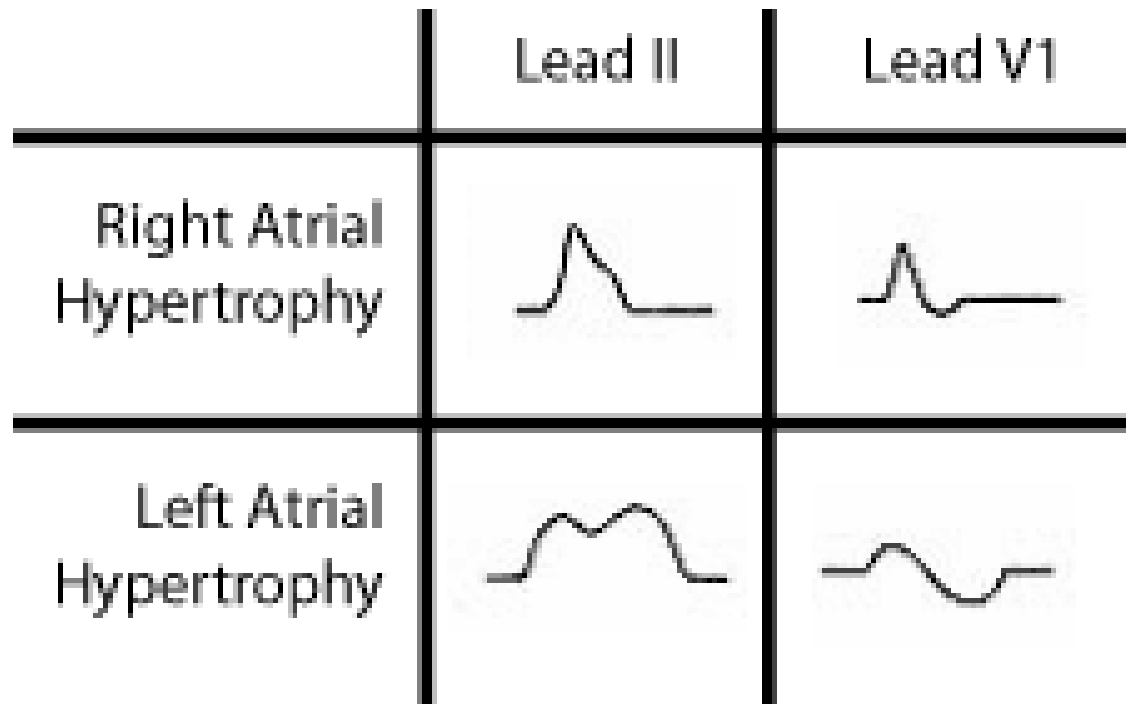 Lead II
Lead V1
Right Atrial
Hypertrophy
Left Atrial
Hypertrophy